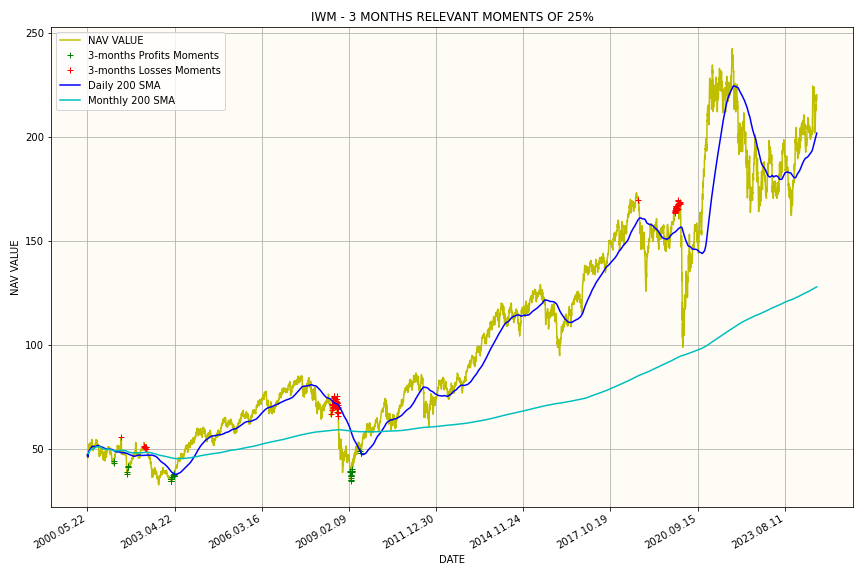 IWM - 3 MONTHS RELEVANT MOMENTS OF 25%
NAV VALUE
3-months Profits Moments
3-months Losses Moments
Daily 200 SMA
Monthly 200 SMA
250
200
150
100
50
NAV VALUE
2000.05.22
2003.04.22
2006.03.16
2009.02.09
2011.12.30
2014.11.24
2017.10.19
2020.09.15
2023.08.11
DATE